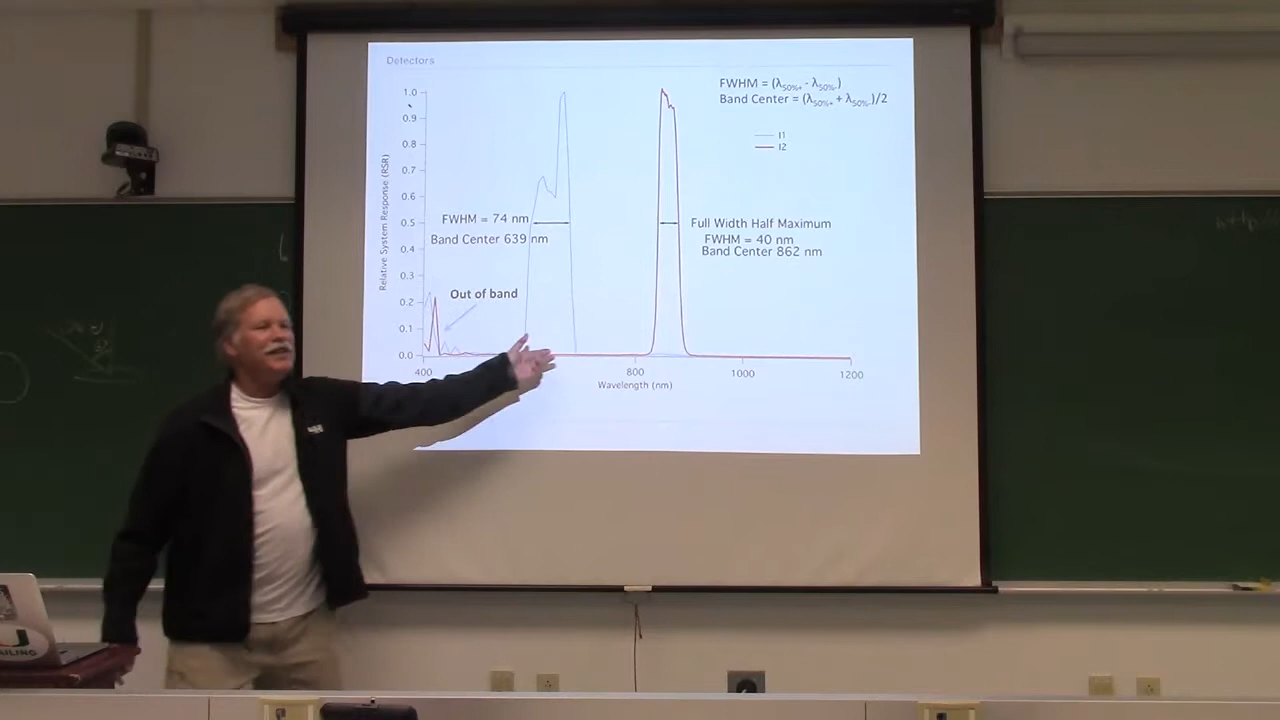 Detectors
FWHM = (λ50%+ - λ50%-)
Band Center = (λ50%+ + λ50%-)/2
I1
I2
Relative System Response (RSR)
1.0
0.9
0.8
0.7
0.6
0.5
0.4
0.3
0.2
0.1
0.0
FWHM = 74 nm
Band Center 639 nm
Full Width Half Maximum
FWHM = 40 nm
Band Center 862 nm
Out of band
400
800
1000
1200
Wavelength (nm)
U
AILING